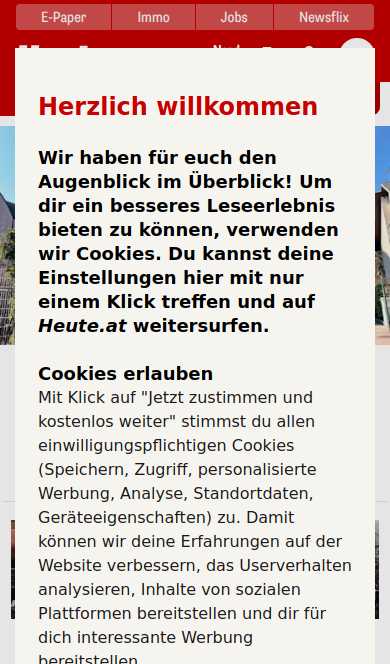 E-Paper
Immo
Jobs
Newsflix
Herzlich willkommen
Wir haben für euch den
Augenblick im Überblick! Um
dir ein besseres Leseerlebnis
bieten zu können, verwenden
wir Cookies. Du kannst deine
Einstellungen hier mit nur
einem Klick treffen und auf
Heute.at weitersurfen.
Cookies erlauben
Mit Klick auf "Jetzt zustimmen und
kostenlos weiter" stimmst du allen
einwilligungspflichtigen Cookies
(Speichern, Zugriff, personalisierte
Werbung, Analyse, Standortdaten,
Geräteeigenschaften) zu. Damit
können wir deine Erfahrungen auf der
Website verbessern, das Userverhalten
analysieren, Inhalte von sozialen
Plattformen bereitstellen und dir für
dich interessante Werbung
bereitstellen